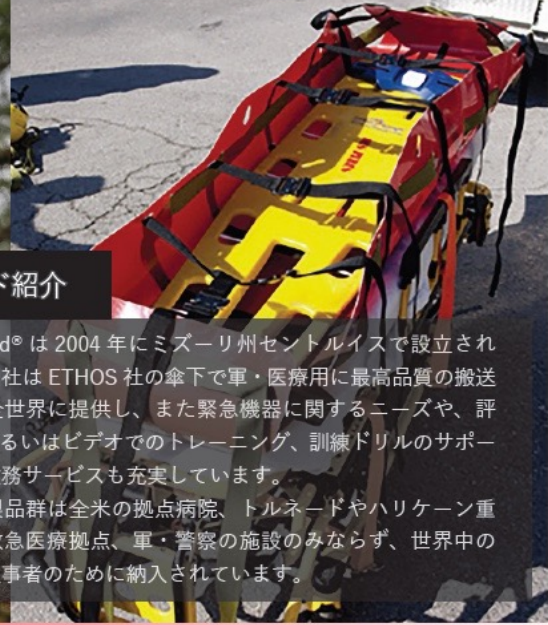 ド紹介
d® は 2004 年にミズーリ州セントルイスで設立され
社は ETHOS 社の傘下で軍・医療用に最高品質の搬送
全世界に提供し、また緊急機器に関するニーズや、評
るいはビデオでのトレーニング、訓練ドリルのサポー
務サービスも充実しています。
品群は全米の拠点病院、トルネードやハリケーン重
救急医療拠点、軍・警察の施設のみならず、世界中の
事者のために納入されています。